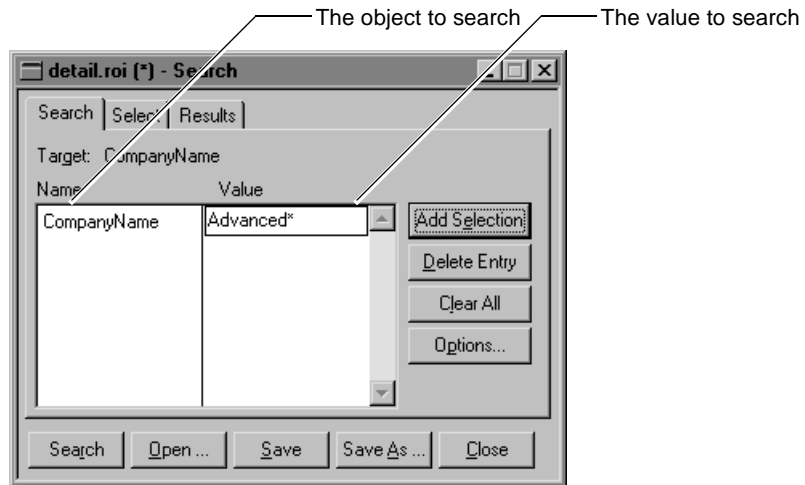 The object to search
The value to search
detail.roi (*) - Search
Search Select Results
Target: CompanyName
Name Value
CompanyName Advanced* Add Selection
Delete Entry
Clear All
Options...
Search Open ... Save Save As ... Close